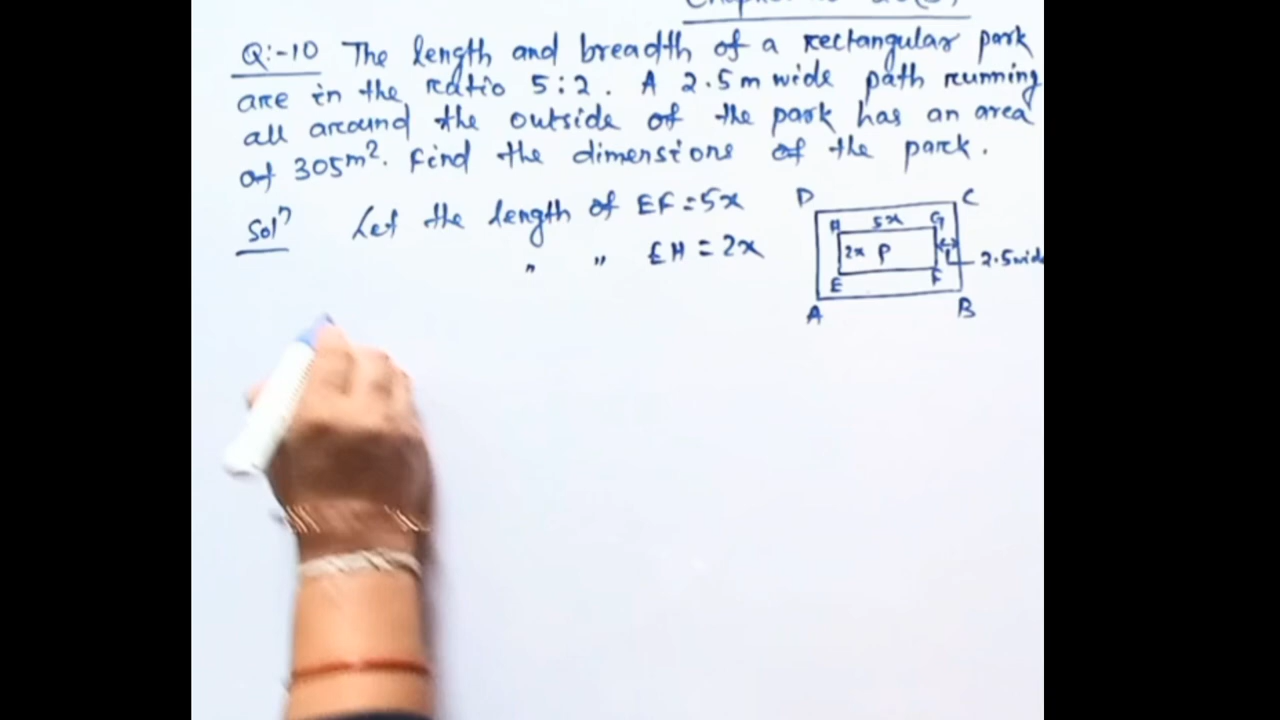 Q:-10 The length and breadth of a rectangular park
are in the ratio 5:2. A 2.5m wide path running
all around the outside of the park has an area
of 305m². Find the dimensions of the park.
Solⁿ Let the length of EF = 5x
" " EH = 2x
D C
H 5x G
2x P
2.5wide
E F
A B